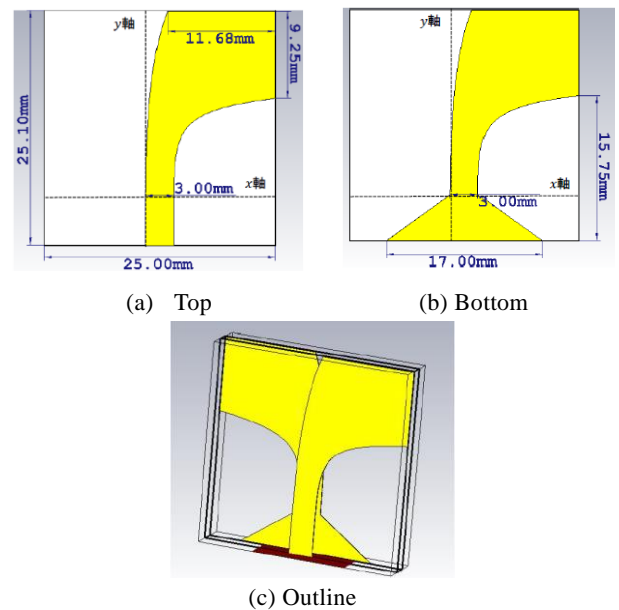 y軸
11.68mm
9.25mm
25.10mm
x軸
3.00mm
25.00mm
(a) Top
y軸
x軸
3.00mm
15.75mm
17.00mm
(b) Bottom
(c) Outline